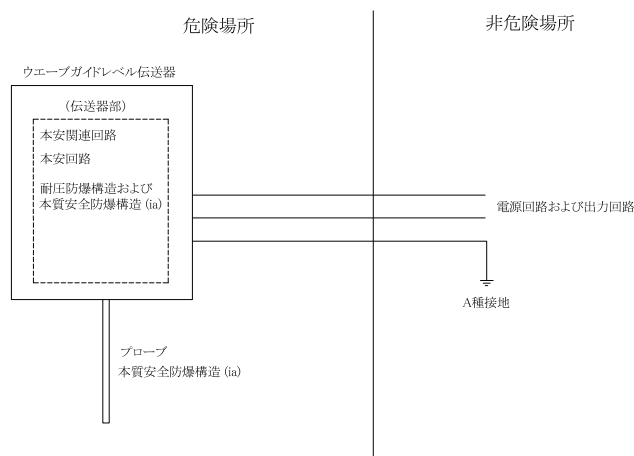 危険場所
非危険場所
ウエーブガイドレベル伝送器
(伝送器部)
本安関連回路
本安回路
耐圧防爆構造および
本質安全防爆構造 (ia)
電源回路および出力回路
A種接地
プローブ
本質安全防爆構造 (ia)